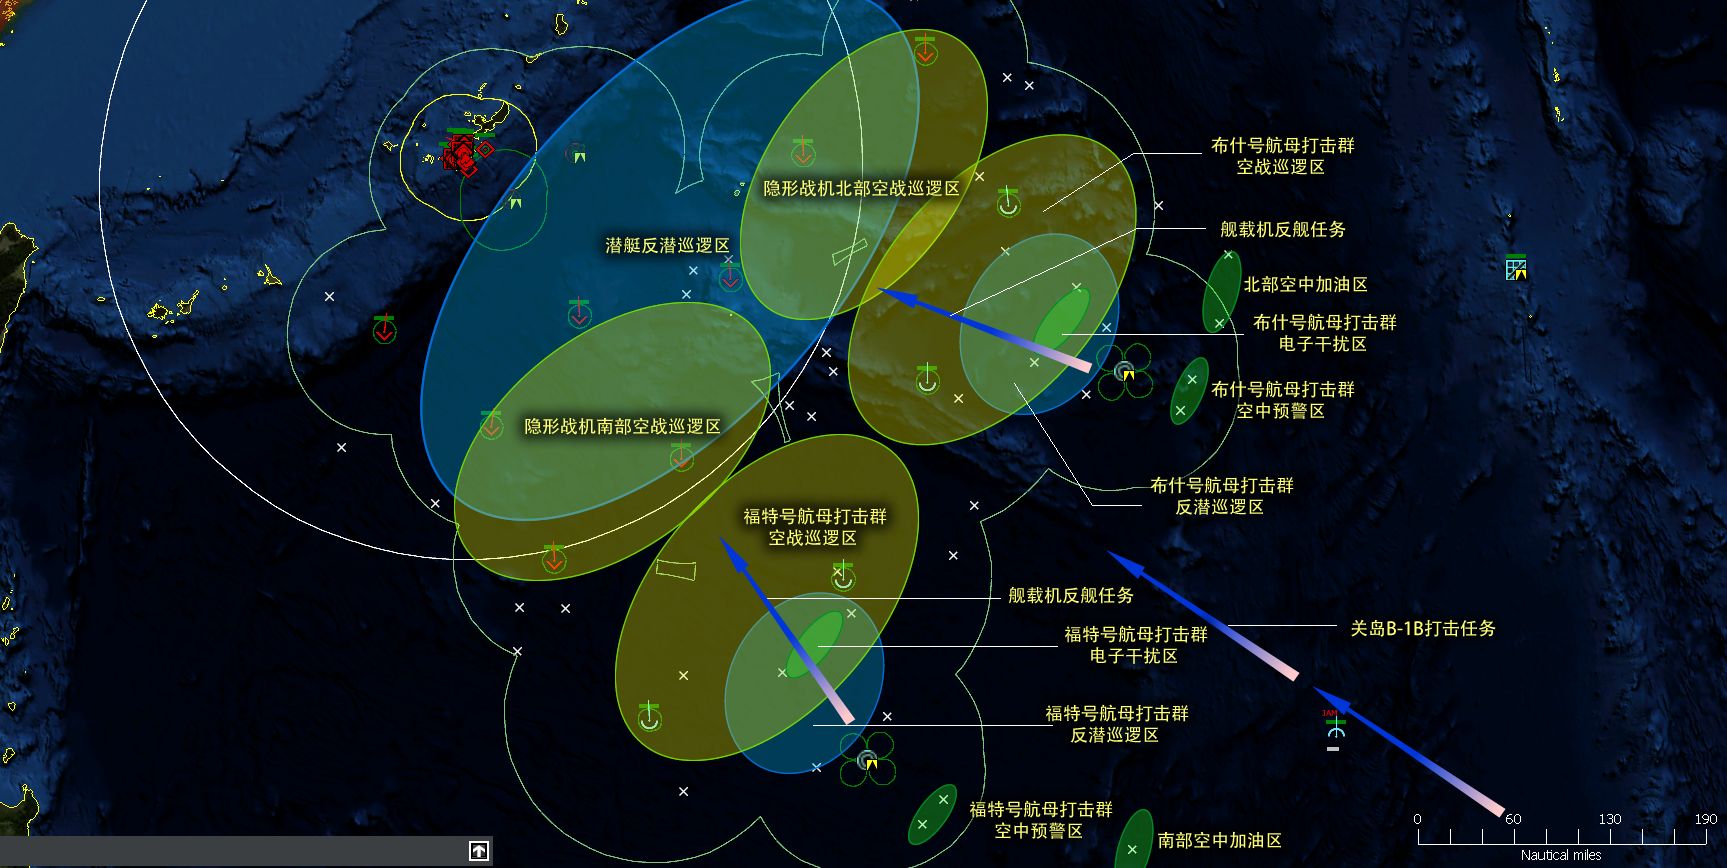 布什号航母打击群
空战巡逻区
隐形战机北部空战巡逻区
舰载机反舰任务
潜艇反潜巡逻区
北部空中加油区
布什号航母打击群
电子干扰区
布什号航母打击群
空中预警区
隐形战机南部空战巡逻区
布什号航母打击群
反潜巡逻区
福特号航母打击群
空战巡逻区
舰载机反舰任务
关岛B-1B打击任务
福特号航母打击群
电子干扰区
福特号航母打击群
反潜巡逻区
JAM
福特号航母打击群
空中预警区
南部空中加油区
0 60 130 190
Nautical miles